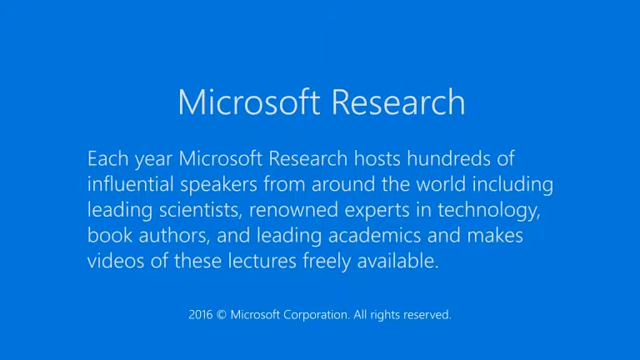 Microsoft Research
Each year Microsoft Research hosts hundreds of
influential speakers from around the world including
leading scientists, renowned experts in technology,
book authors, and leading academics and makes
videos of these lectures freely available.
2016 © Microsoft Corporation. All rights reserved.